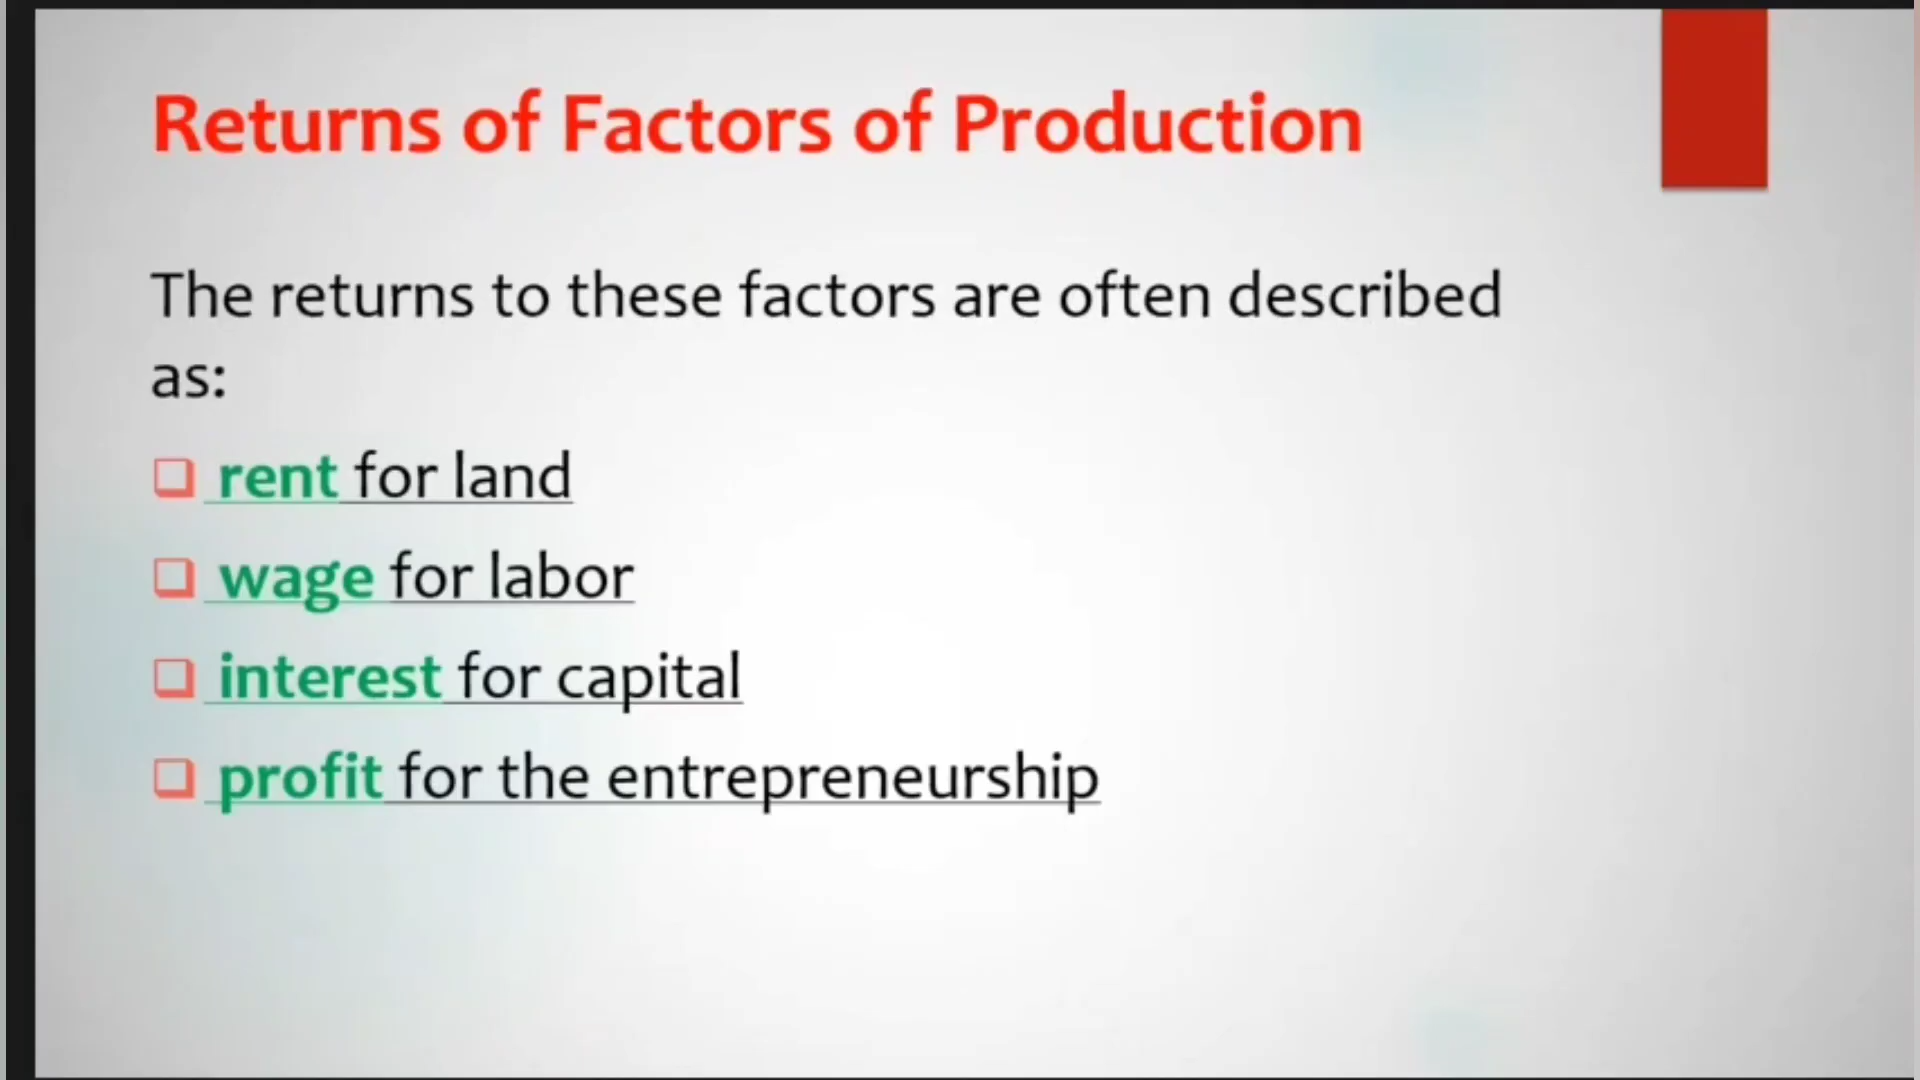 Returns of Factors of Production
The returns to these factors are often described
as:
rent for land
wage for labor
interest for capital
profit for the entrepreneurship